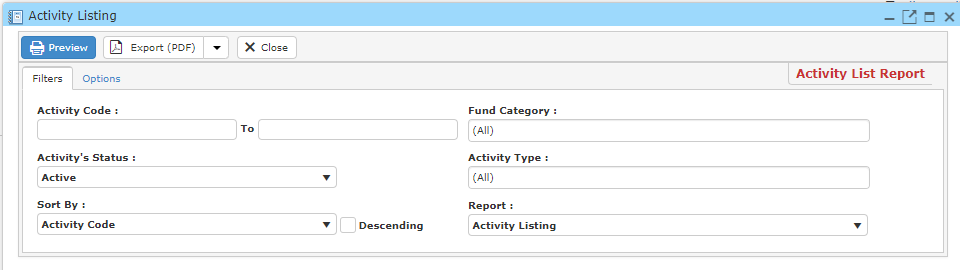 Activity Listing
Preview Export (PDF) Close
Filters Options Activity List Report
Activity Code : Fund Category :
To (All)
Activity's Status : Activity Type :
Active (All)
Sort By : Report :
Activity Code Descending Activity Listing